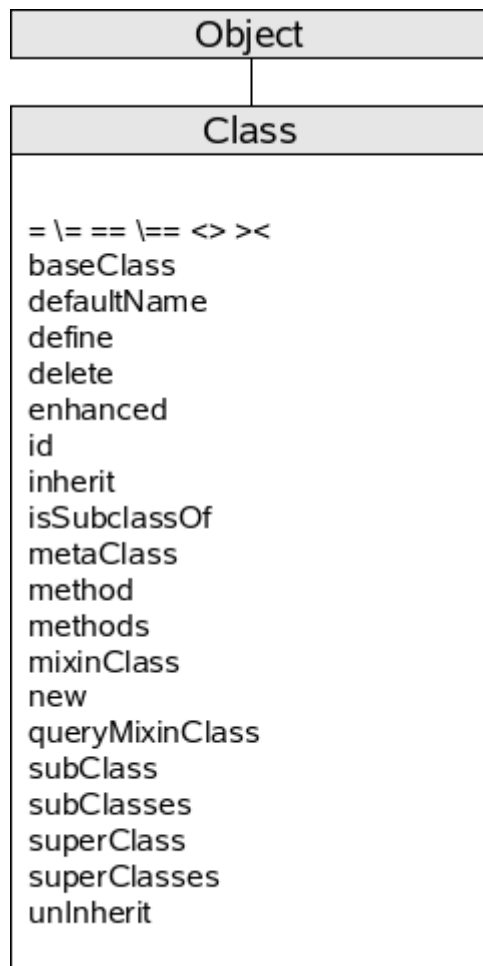 Object
Class
= \= == \== <> ><
baseClass
defaultName
define
delete
enhanced
id
inherit
isSubclassOf
metaClass
method
methods
mixinClass
new
queryMixinClass
subClass
subClasses
superClass
superClasses
unInherit